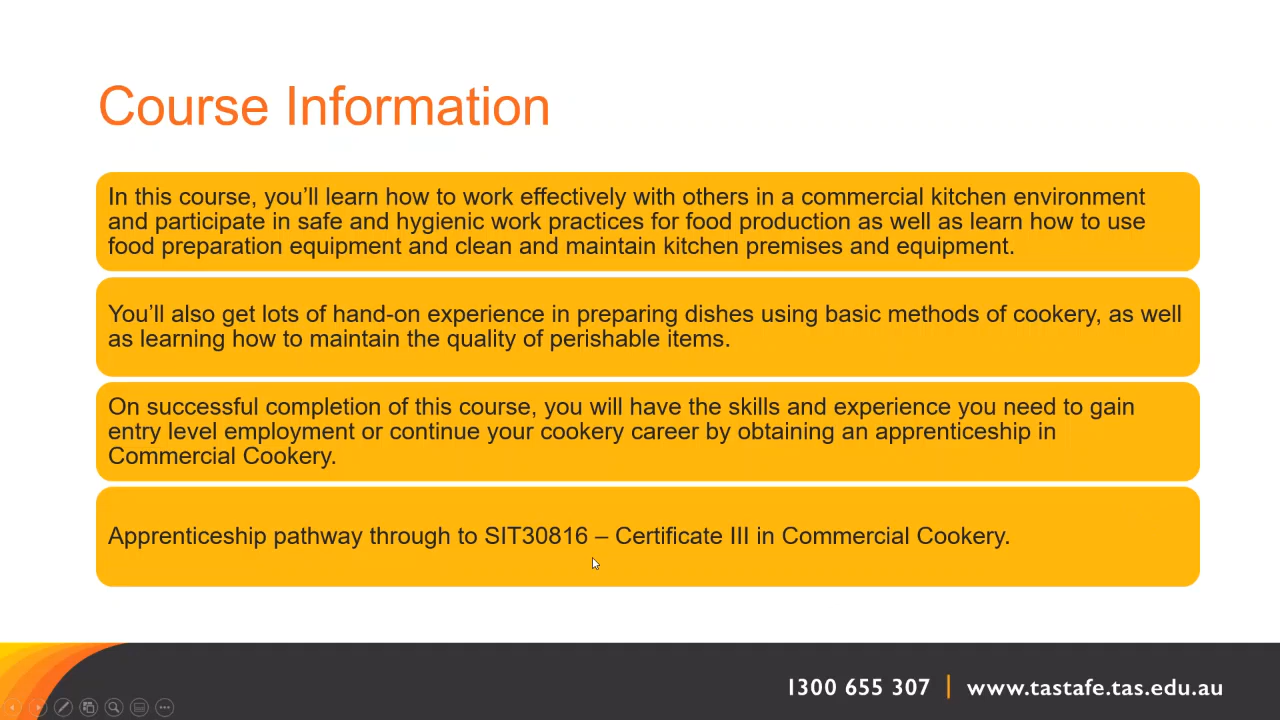 Course Information
In this course, you’ll learn how to work effectively with others in a commercial kitchen environment
and participate in safe and hygienic work practices for food production as well as learn how to use
food preparation equipment and clean and maintain kitchen premises and equipment.
You’ll also get lots of hand-on experience in preparing dishes using basic methods of cookery, as well
as learning how to maintain the quality of perishable items.
On successful completion of this course, you will have the skills and experience you need to gain
entry level employment or continue your cookery career by obtaining an apprenticeship in
Commercial Cookery.
Apprenticeship pathway through to SIT30816 – Certificate III in Commercial Cookery.
1300 655 307 | www.tastafe.tas.edu.au